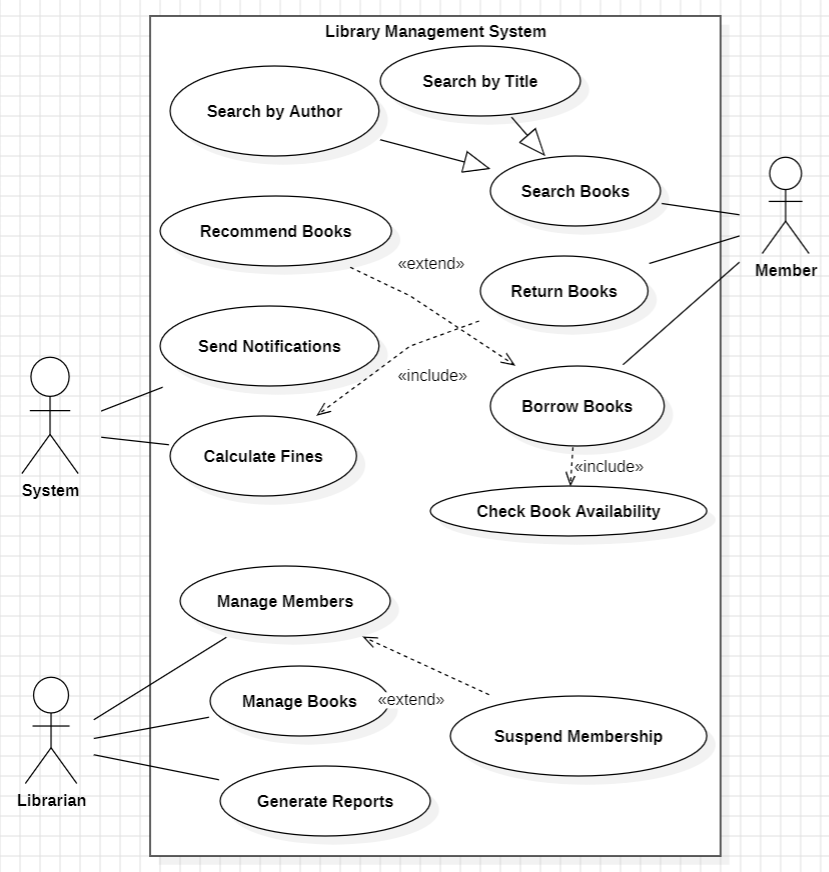 Library Management System
Search by Title
Search by Author
Search Books
Recommend Books
«extend»
Member
Return Books
Send Notifications
«include»
Borrow Books
Calculate Fines
«include»
System
Check Book Availability
Manage Members
Manage Books
«extend»
Suspend Membership
Librarian
Generate Reports